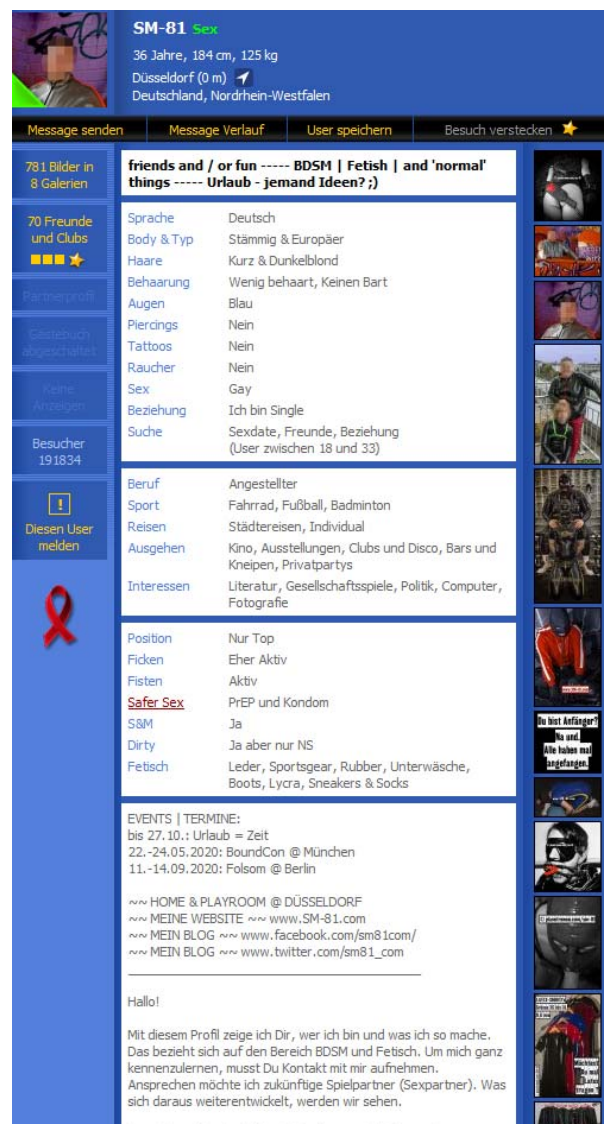 SM-81 Sex
36 Jahre, 184 cm, 125 kg
Düsseldorf (0 m)
Deutschland, Nordrhein-Westfalen
Message senden
Message Verlauf
User speichern
Besuch verstecken
781 Bilder in
8 Galerien
70 Freunde
und Clubs
Partnerprofil
Gästebuch
abgeschaltet
Keine
Anzeigen
Besucher
191834
!
Diesen User
melden
friends and / or fun ----- BDSM | Fetish | and 'normal'
things ----- Urlaub - jemand Ideen? ;)
Sprache Deutsch
Body & Typ Stämmig & Europäer
Haare Kurz & Dunkelblond
Behaarung Wenig behaart, Keinen Bart
Augen Blau
Piercings Nein
Tattoos Nein
Raucher Nein
Sex Gay
Beziehung Ich bin Single
Suche Sexdate, Freunde, Beziehung
(User zwischen 18 und 33)
Beruf Angestellter
Sport Fahrrad, Fußball, Badminton
Reisen Städtereisen, Individual
Ausgehen Kino, Ausstellungen, Clubs und Disco, Bars und
Kneipen, Privatpartys
Interessen Literatur, Gesellschaftsspiele, Politik, Computer,
Fotografie
Position Nur Top
Ficken Eher Aktiv
Fisten Aktiv
Safer Sex PrEP und Kondom
S&M Ja
Dirty Ja aber nur NS
Fetisch Leder, Sportsgear, Rubber, Unterwäsche,
Boots, Lycra, Sneakers & Socks
EVENTS | TERMINE:
bis 27.10.: Urlaub = Zeit
22.-24.05.2020: BoundCon @ München
11.-14.09.2020: Folsom @ Berlin
~~ HOME & PLAYROOM @ DÜSSELDORF
~~ MEINE WEBSITE ~~ www.SM-81.com
~~ MEIN BLOG ~~ www.facebook.com/sm81com/
~~ MEIN BLOG ~~ www.twitter.com/sm81_com
Hallo!
Mit diesem Profil zeige ich Dir, wer ich bin und was ich so mache.
Das bezieht sich auf den Bereich BDSM und Fetisch. Um mich ganz
kennenzulernen, musst Du Kontakt mit mir aufnehmen.
Ansprechen möchte ich zukünftige Spielpartner (Sexpartner). Was
sich daraus weiterentwickelt, werden wir sehen.
Du bist Anfänger?
Na und.
Alle haben mal
angefangen.